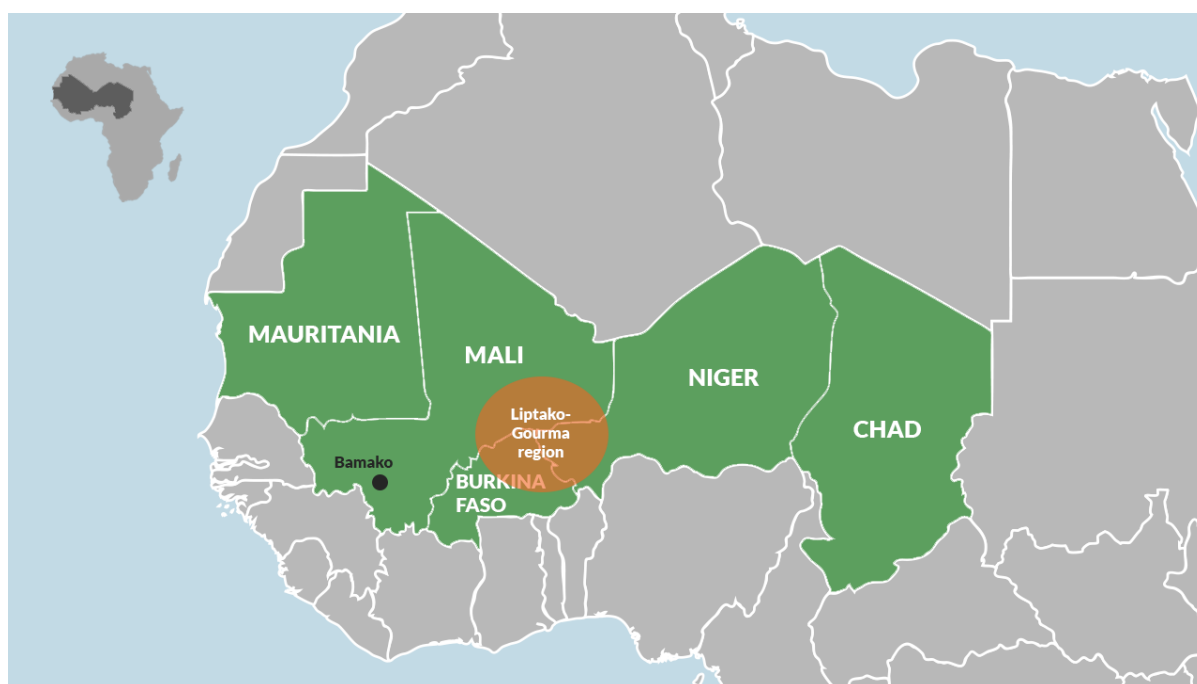 MAURITANIA
MALI
NIGER
CHAD
Liptako-
Gourma
region
Bamako
BURKINA
FASO